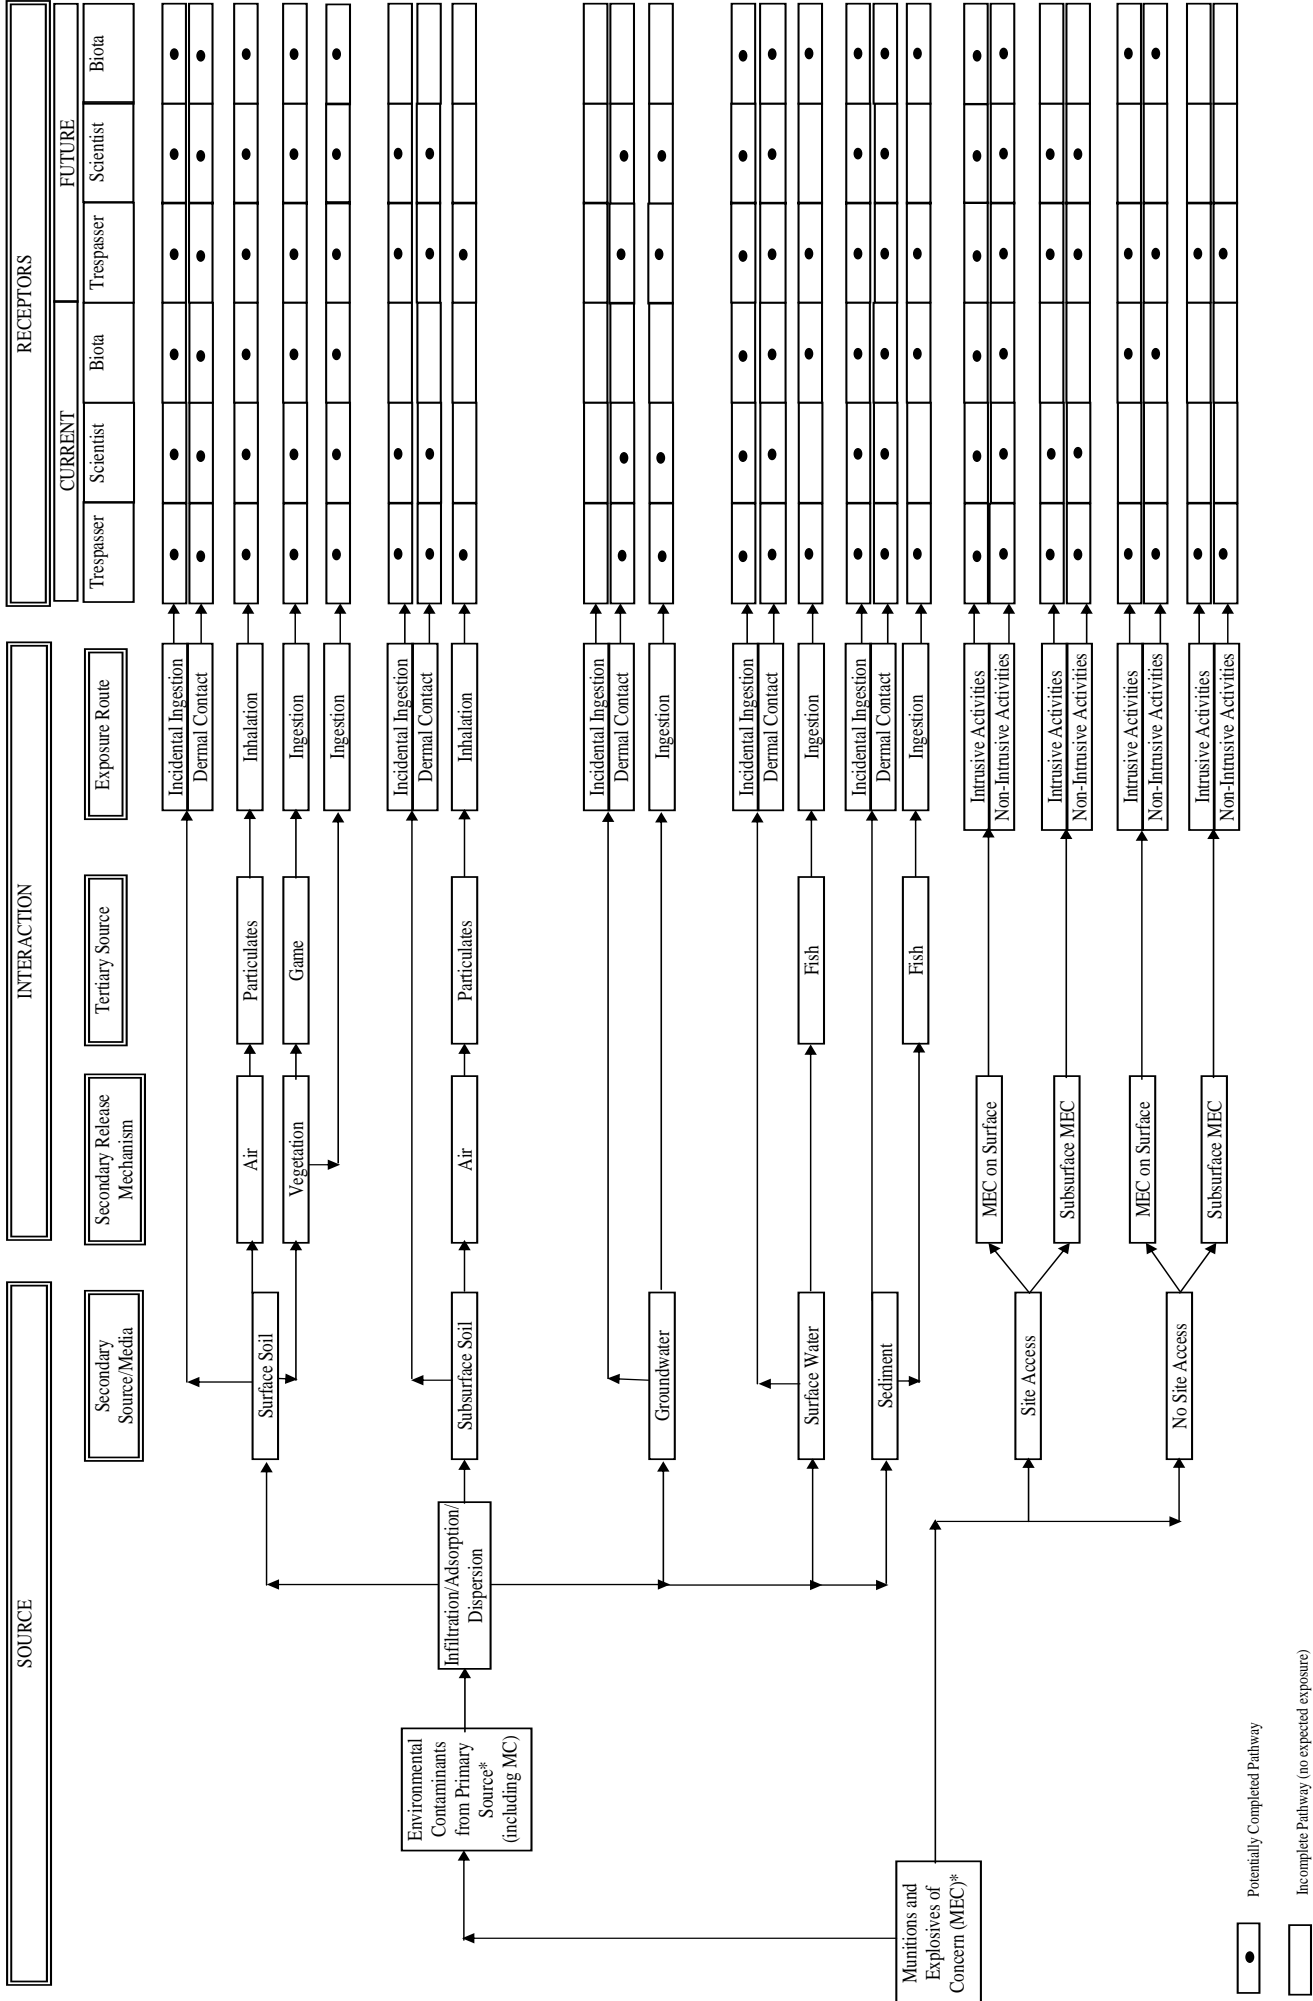 SOURCE
INTERACTION
RECEPTORS
CURRENT
FUTURE
Secondary
Source/Media
Secondary Release
Mechanism
Tertiary Source
Exposure Route
Trespasser
Scientist
Biota
Trespasser
Scientist
Biota
Munitions and
Explosives of
Concern (MEC)*
Environmental
Contaminants
from Primary
Source*
(including MC)
Infiltration/Adsorption/
Dispersion
Surface Soil
Air
Particulates
Vegetation
Game
Incidental Ingestion
Dermal Contact
Inhalation
Ingestion
Ingestion
Subsurface Soil
Air
Particulates
Incidental Ingestion
Dermal Contact
Inhalation
Groundwater
Incidental Ingestion
Dermal Contact
Ingestion
Surface Water
Fish
Incidental Ingestion
Dermal Contact
Ingestion
Sediment
Fish
Incidental Ingestion
Dermal Contact
Ingestion
Site Access
MEC on Surface
Intrusive Activities
Non-Intrusive Activities
Subsurface MEC
Intrusive Activities
Non-Intrusive Activities
No Site Access
MEC on Surface
Intrusive Activities
Non-Intrusive Activities
Subsurface MEC
Intrusive Activities
Non-Intrusive Activities
Potentially Completed Pathway
Incomplete Pathway (no expected exposure)